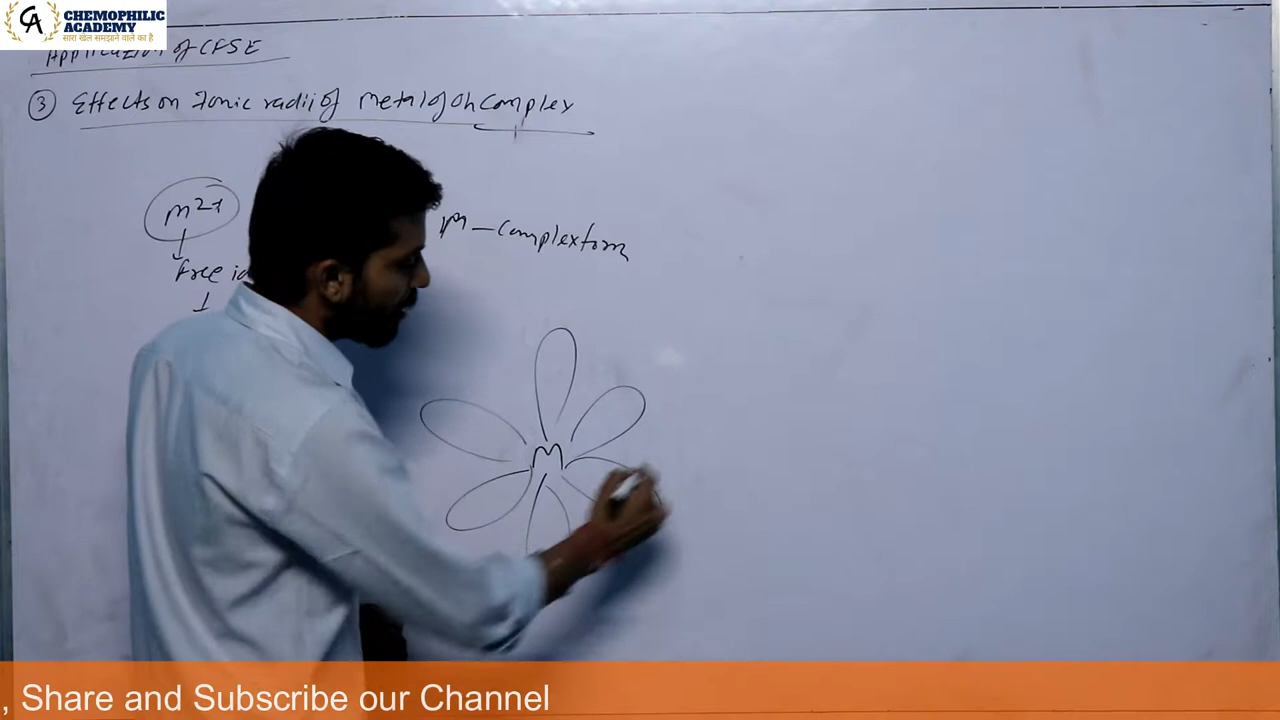 CA CHEMOPHILIC
ACADEMY
सारा खेल समझाने वाले का है
Application of CFSE
③ Effects on Ionic radii of metal of Oh Complex
M2+
M - Complex form
free io
M
, Share and Subscribe our Channel